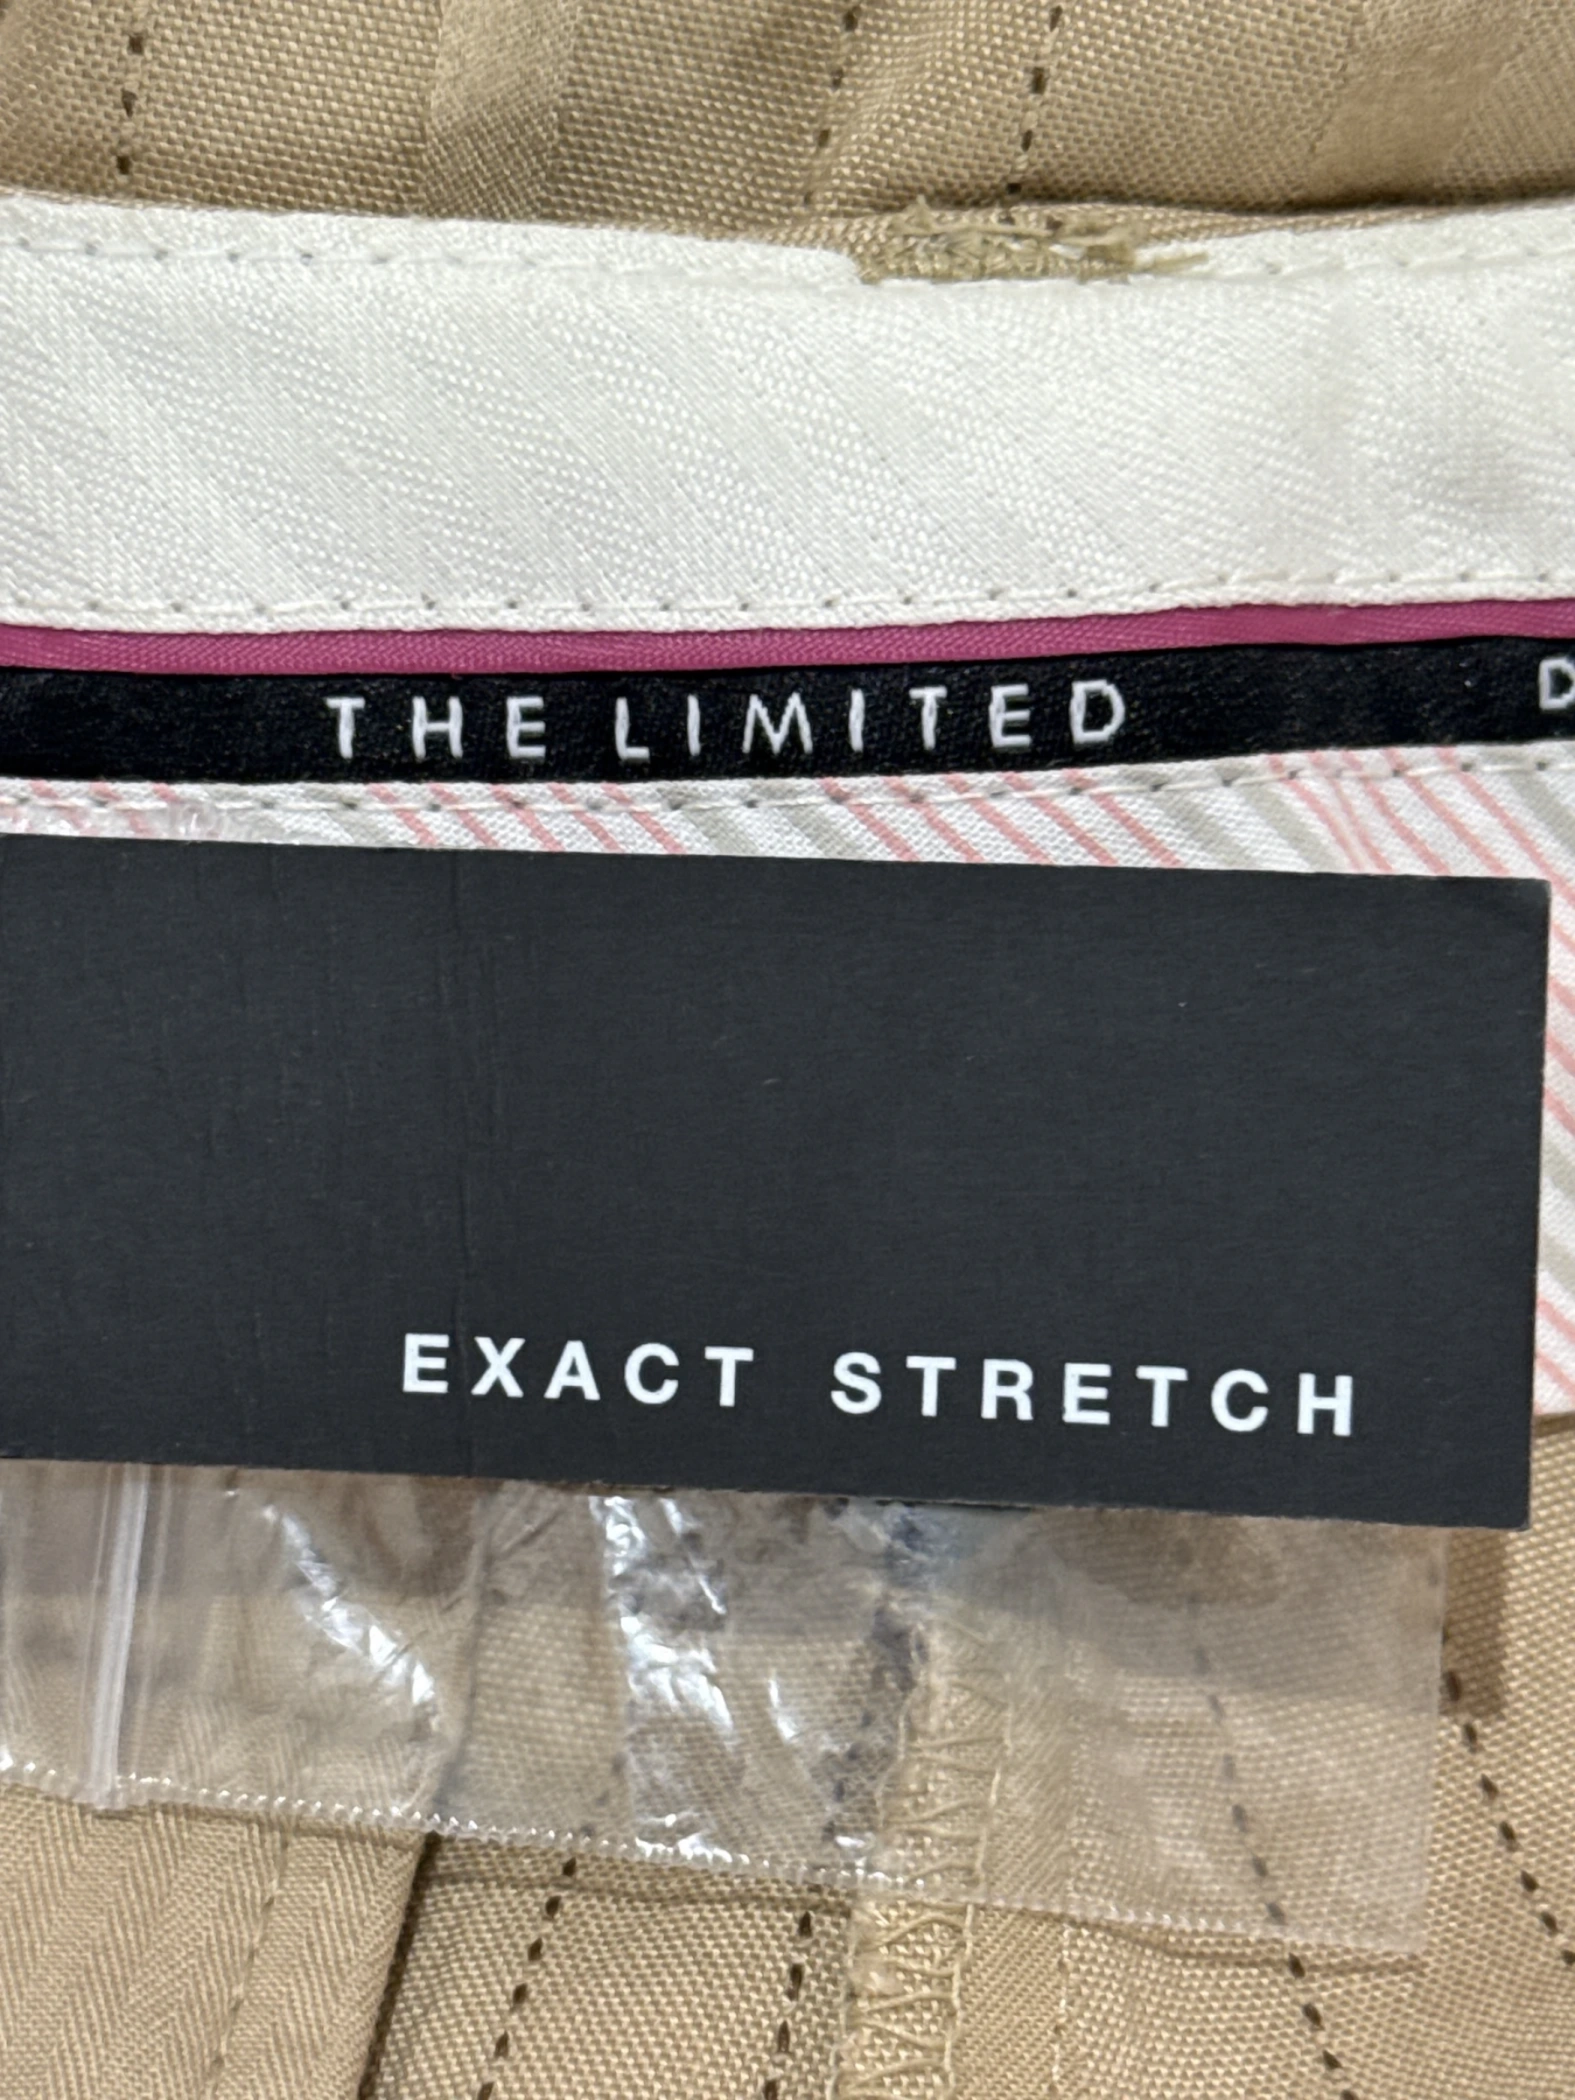 THE LIMITED D
EXACT STRETCH